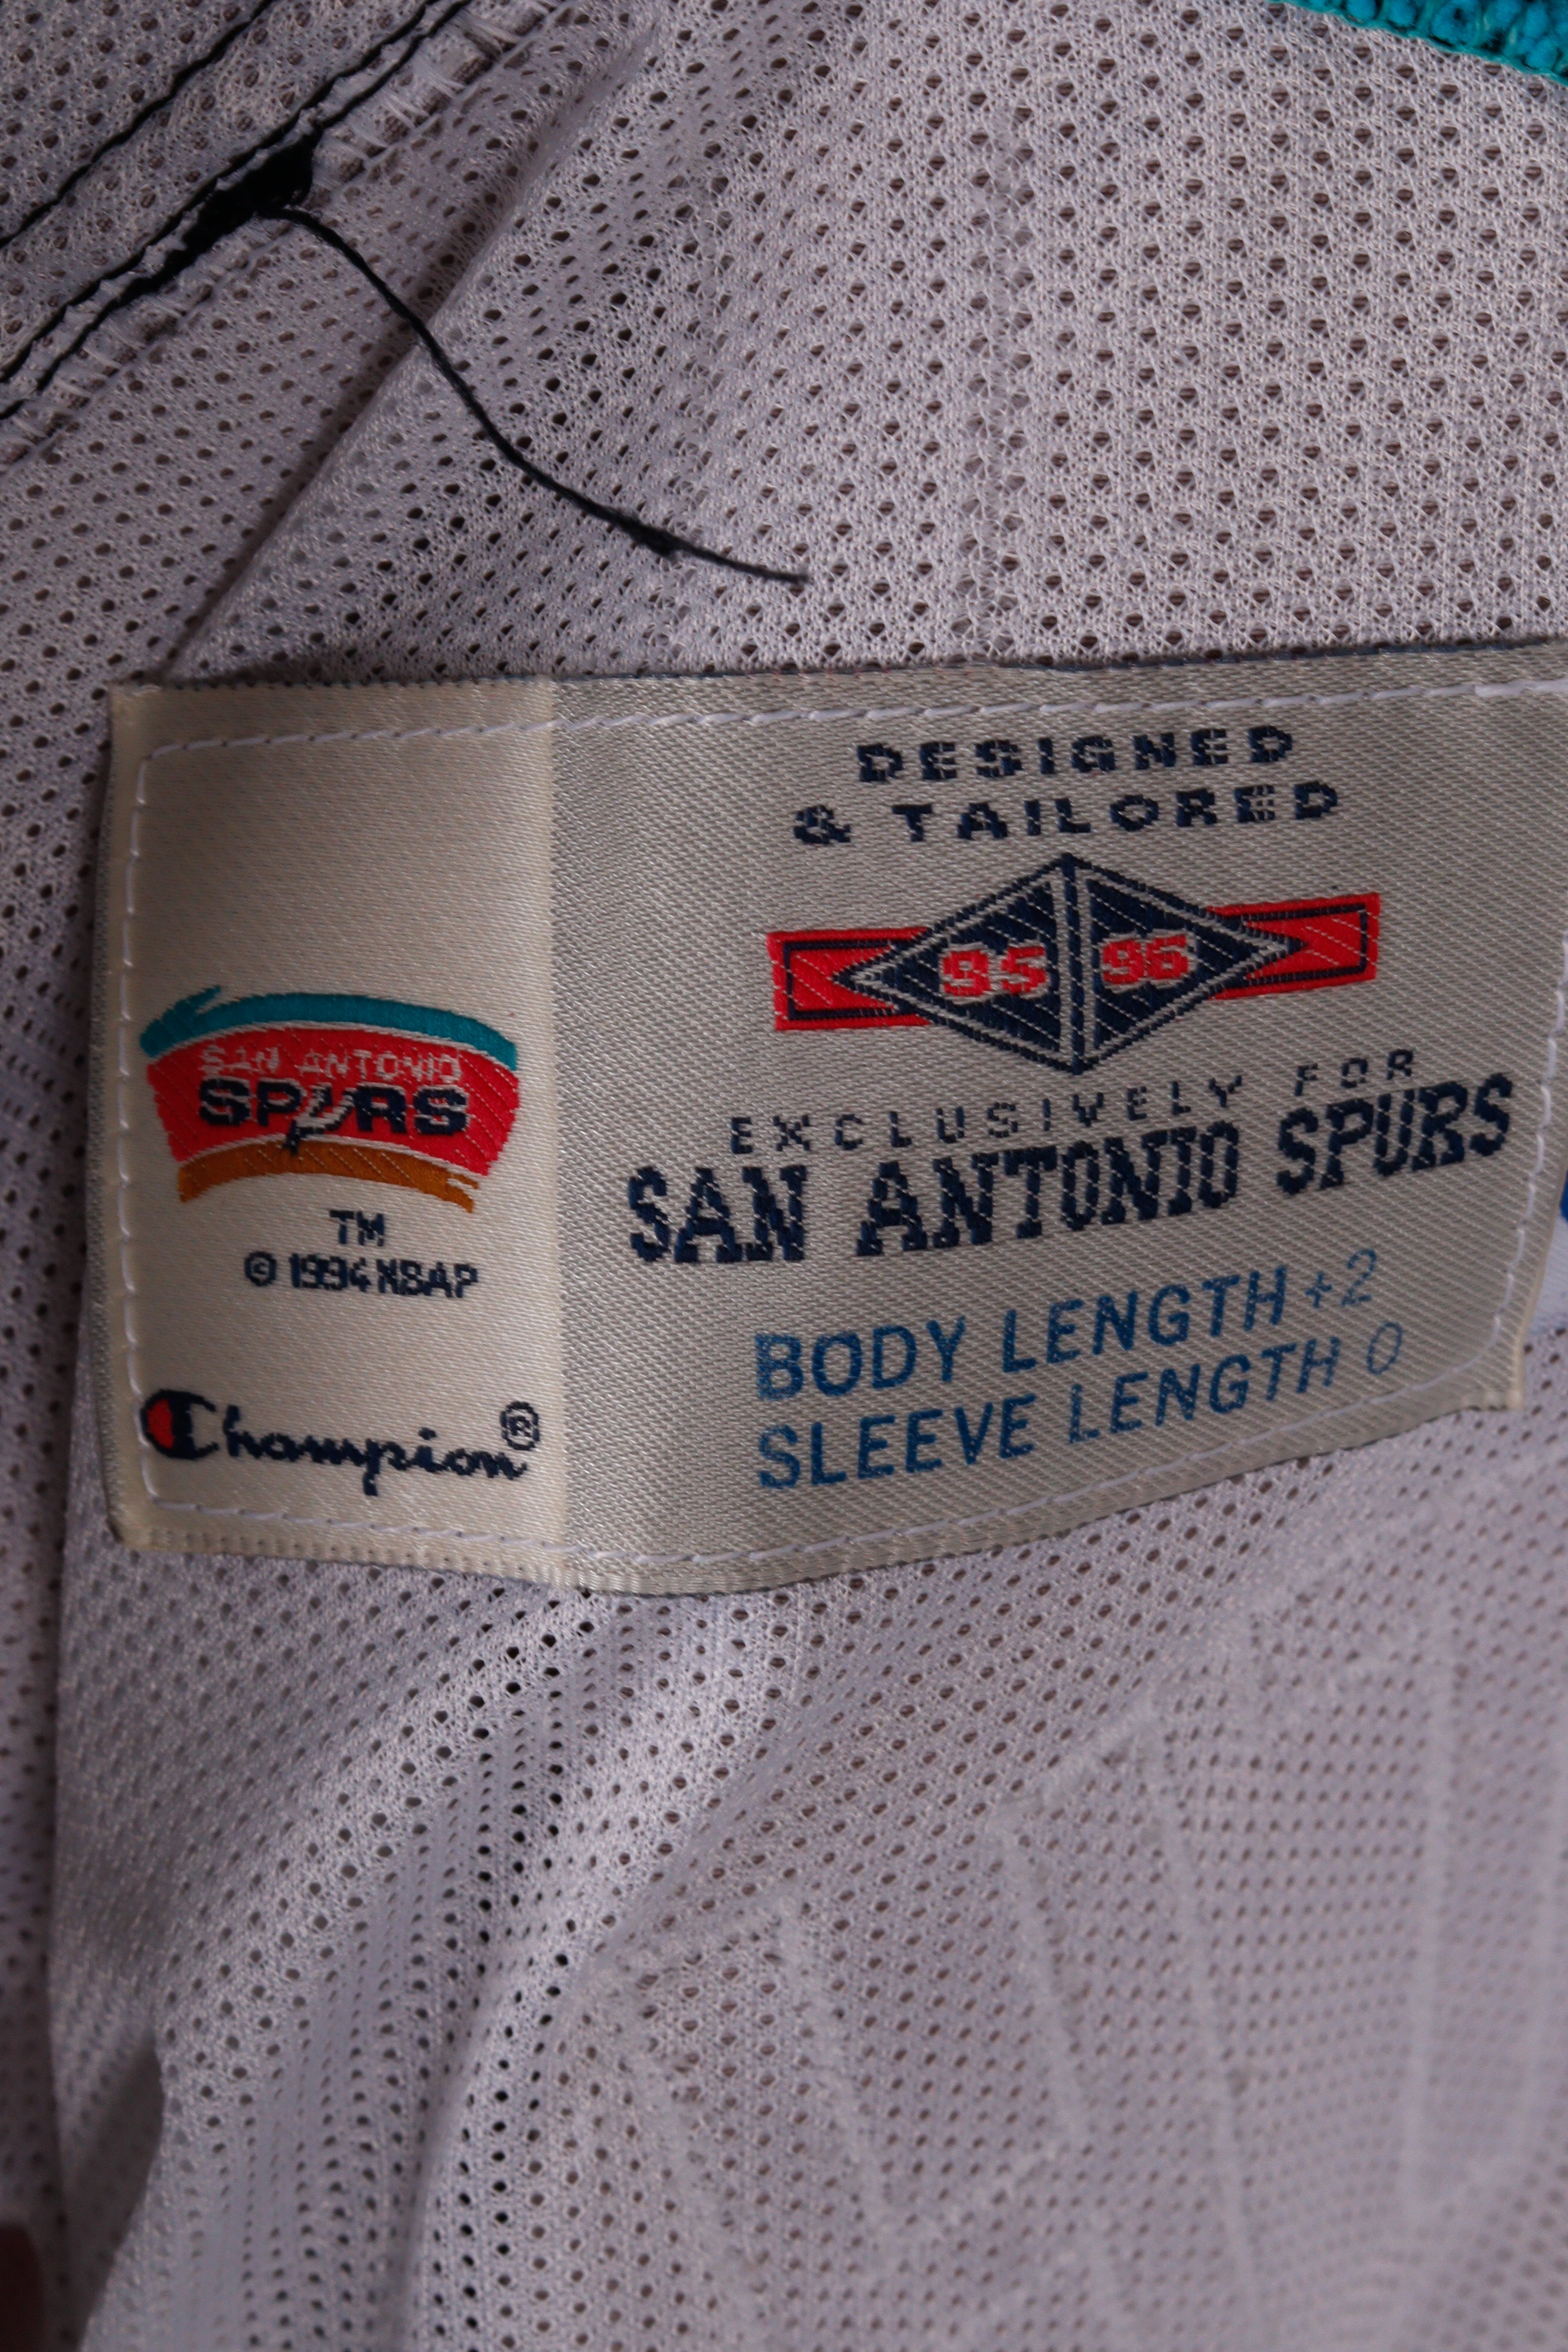 SAN ANTONIO
SPURS
TM
© 1994 NBAP
Champion®
DESIGNED
& TAILORED
95 96
EXCLUSIVELY FOR
SAN ANTONIO SPURS
BODY LENGTH +2
SLEEVE LENGTH 0